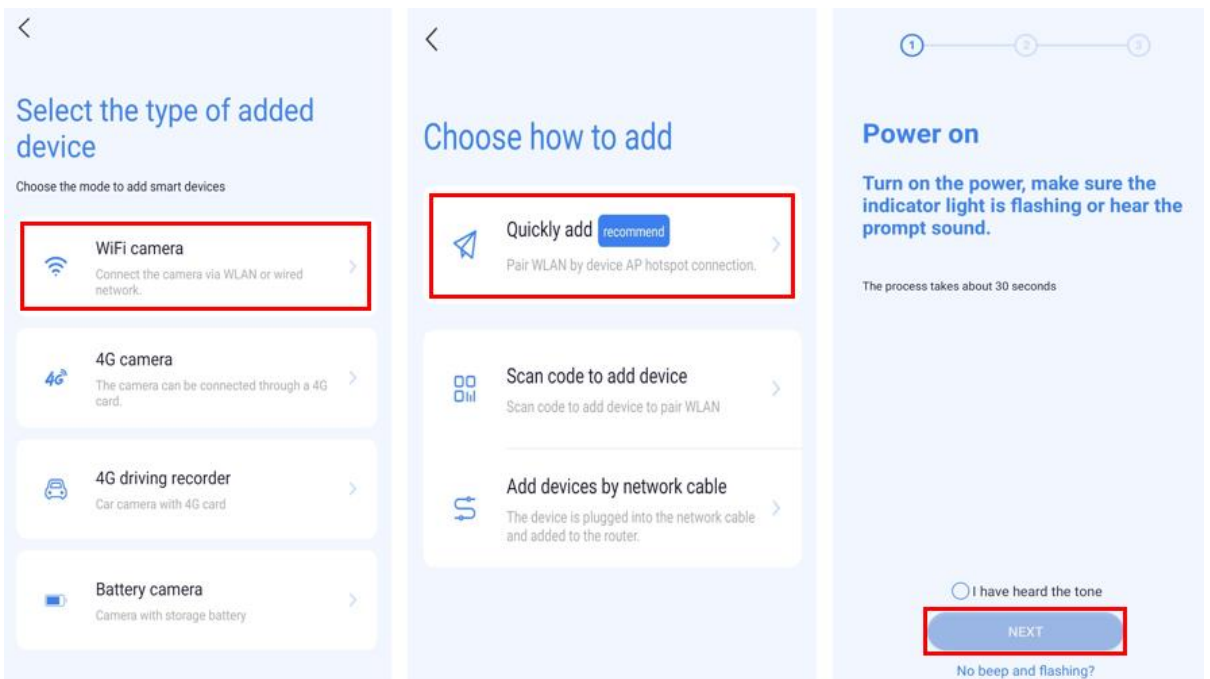 Select the type of added
device
Choose the mode to add smart devices
WiFi camera
Connect the camera via WLAN or wired
network.
4G
4G camera
The camera can be connected through a 4G
card.
4G driving recorder
Car camera with 4G card
Battery camera
Camera with storage battery
Choose how to add
Quickly add recommend
Pair WLAN by device AP hotspot connection.
Scan code to add device
Scan code to add device to pair WLAN
Add devices by network cable
The device is plugged into the network cable
and added to the router.
1 2 3
Power on
Turn on the power, make sure the
indicator light is flashing or hear the
prompt sound.
The process takes about 30 seconds
I have heard the tone
NEXT
No beep and flashing?